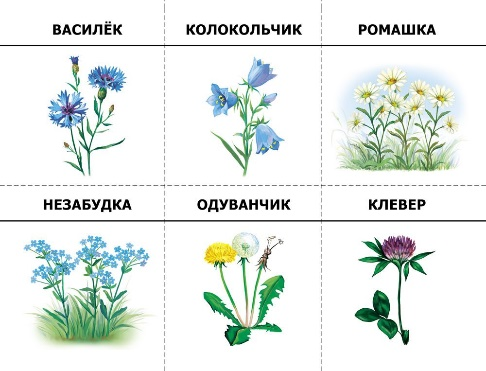 ВАСИЛЁК
КОЛОКОЛЬЧИК
РОМАШКА
НЕЗАБУДКА
ОДУВАНЧИК
КЛЕВЕР